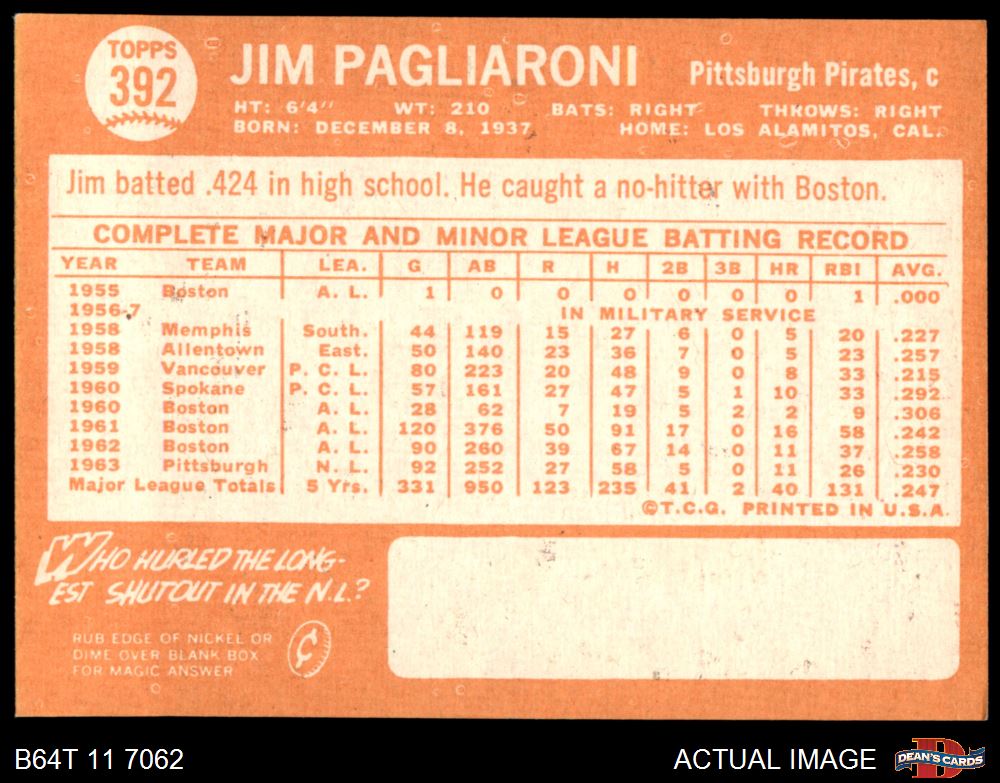 TOPPS
392
JIM PAGLIARONI
Pittsburgh Pirates, c
HT: 6'4" WT: 210 BATS: RIGHT THROWS: RIGHT
BORN: DECEMBER 8, 1937 HOME: LOS ALAMITOS, CAL.
Jim batted .424 in high school. He caught a no-hitter with Boston.
COMPLETE MAJOR AND MINOR LEAGUE BATTING RECORD
YEAR TEAM LEA. G AB R H 2B 3B HR RBI AVG.
1955 Boston A. L. 1 0 0 0 0 0 0 1 .000
1956-7 IN MILITARY SERVICE
1958 Memphis South. 44 119 15 27 6 0 5 20 .227
1958 Allentown East. 50 140 23 36 7 0 5 23 .257
1959 Vancouver P. C. L. 80 223 20 48 9 0 8 33 .215
1960 Spokane P. C. L. 57 161 27 47 5 1 10 33 .292
1960 Boston A. L. 28 62 7 19 5 2 2 9 .306
1961 Boston A. L. 120 376 50 91 17 0 16 58 .242
1962 Boston A. L. 90 260 39 67 14 0 11 37 .258
1963 Pittsburgh N. L. 92 252 27 58 5 0 11 26 .230
Major League Totals 5 Yrs. 331 950 123 235 41 2 40 131 .247
©T.C.G. PRINTED IN U.S.A.
WHO HURLED THE LONG-
EST SHUTOUT IN THE N.L.?
RUB EDGE OF NICKEL OR
DIME OVER BLANK BOX
FOR MAGIC ANSWER
¢
B64T 11 7062
ACTUAL IMAGE
D
DEAN'S CARDS